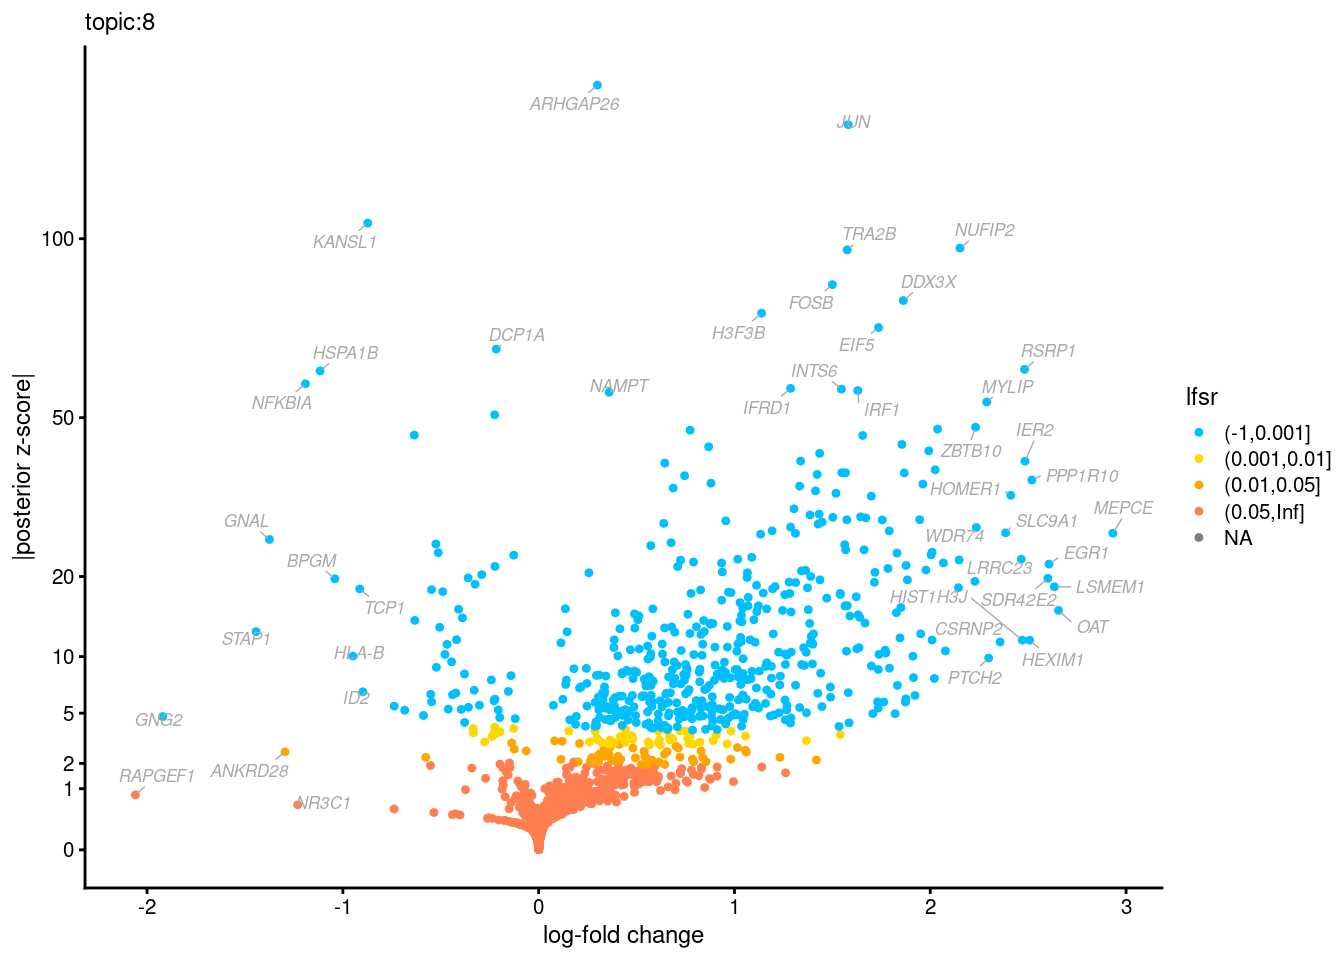 topic:8
ARHGAP26
JUN
KANSL1
TRA2B
NUFIP2
DDX3X
FOSB
H3F3B
EIF5
DCP1A
HSPA1B
NFKBIA
NAMPT
INTS6
IFRD1
IRF1
RSRP1
MYLIP
ZBTB10
IER2
PPP1R10
HOMER1
MEPCE
SLC9A1
WDR74
EGR1
LRRC23
LSMEM1
SDR42E2
HIST1H3J
OAT
CSRNP2
HEXIM1
PTCH2
GNAL
BPGM
TCP1
STAP1
HLA-B
ID2
GNG2
ANKRD28
RAPGEF1
NR3C1
100
50
20
10
5
2
1
0
-2
-1
0
1
2
3
log-fold change
|posterior z-score|
lfsr
(-1,0.001]
(0.001,0.01]
(0.01,0.05]
(0.05,Inf]
NA